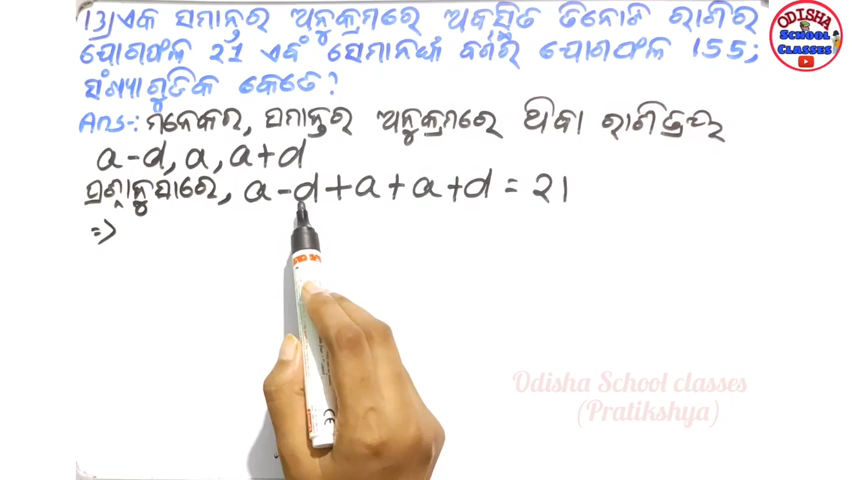 13) ଏକ ସମାନ୍ତର ଅନୁକ୍ରମରେ ଅବସ୍ଥିତ ତିନୋଟି ରାଶିର
ଯୋଗଫଳ 21 ଏବଂ ସେମାନଙ୍କ ବର୍ଗର ଯୋଗଫଳ 155;
ସଂଖ୍ୟାଗୁଡିକ କେତେ?
Ans:- ମନେକର, ସମାନ୍ତର ଅନୁକ୍ରମରେ ଥିବା ରାଶିତ୍ରୟ
a-d, a, a+d
ପ୍ରଶ୍ନାନୁସାରେ, a-d+a+a+d = 21
=>
ODISHA
SCHOOL
CLASSES
Odisha School classes
(Pratikshya)